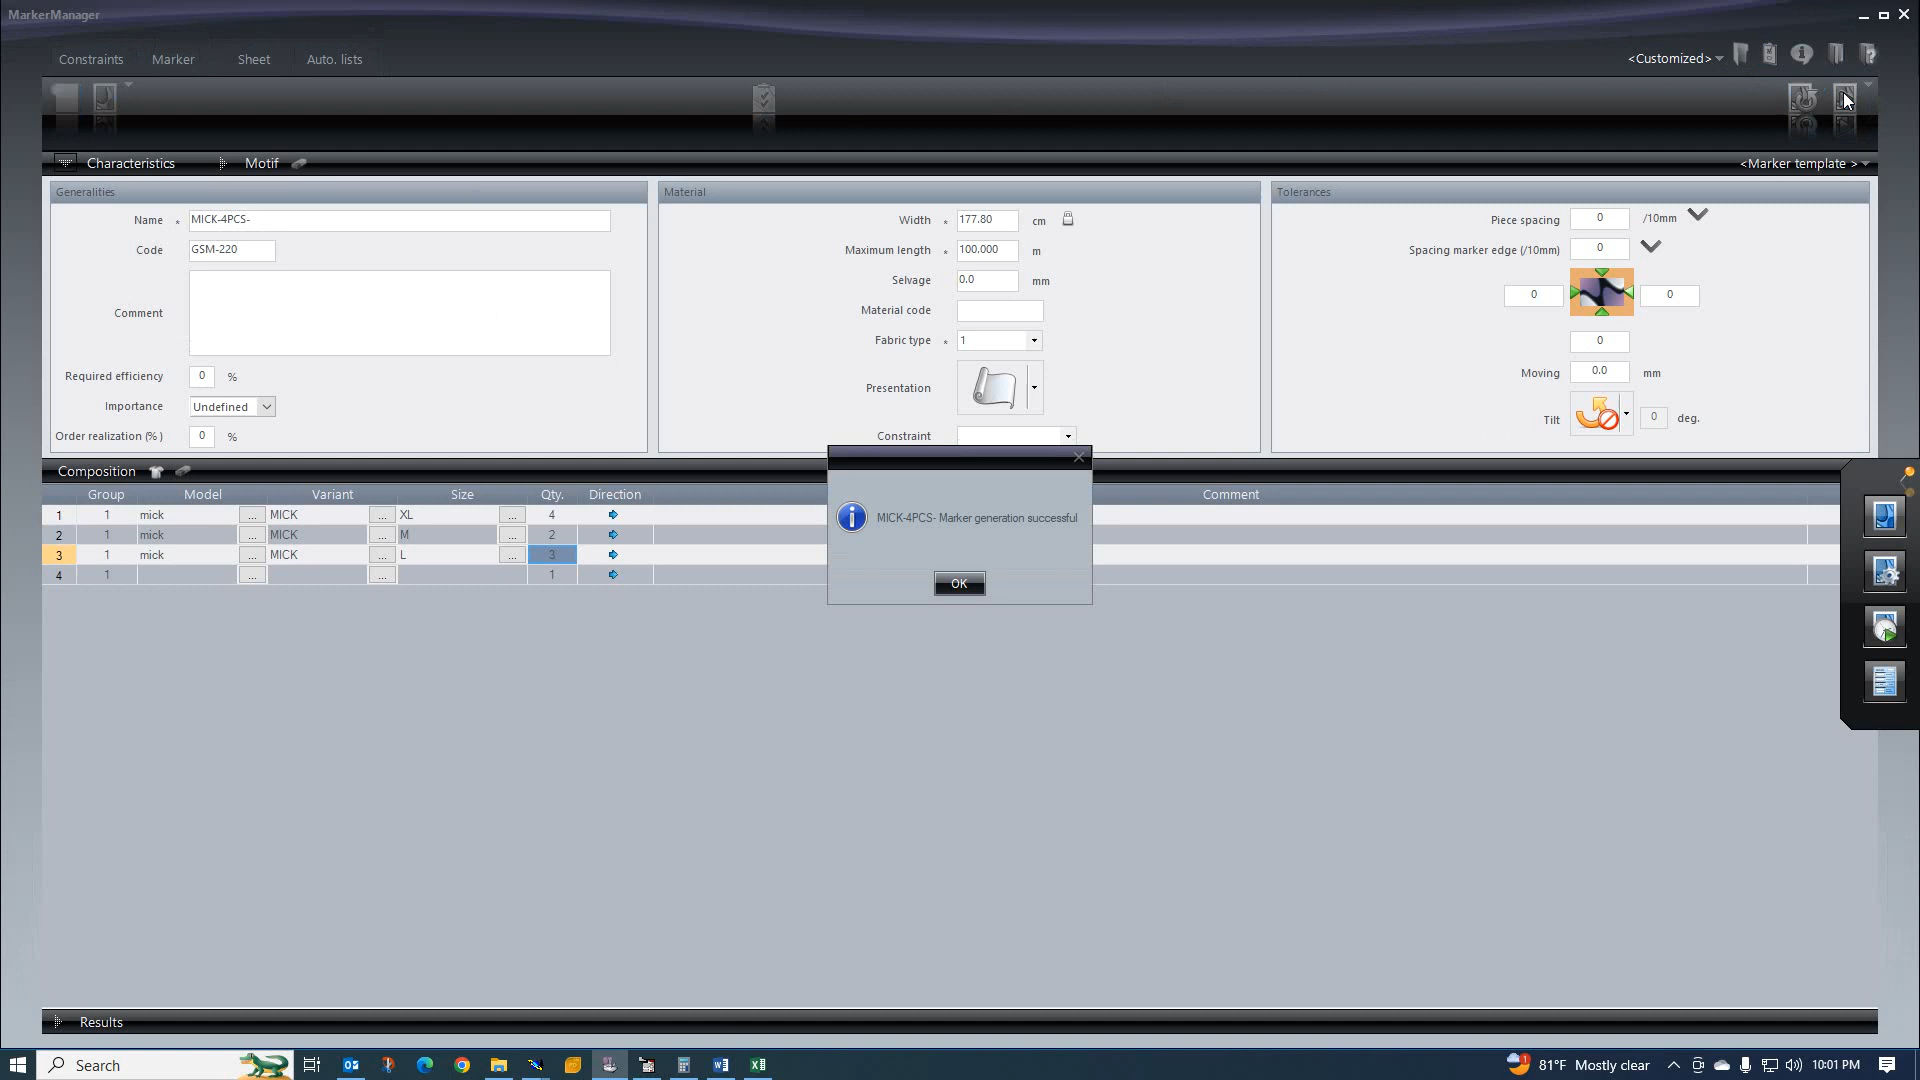 MarkerManager
Constraints Marker Sheet Auto. lists
<Customized>
Characteristics Motif <Marker template >
Generalities
Name * MICK-4PCS-
Code GSM-220
Comment
Required efficiency 0 %
Importance Undefined
Order realization (%) 0 %
Material
Width * 177.80 cm
Maximum length * 100.000 m
Selvage 0.0 mm
Material code
Fabric type * 1
Presentation
Constraint
Tolerances
Piece spacing 0 /10mm
Spacing marker edge (/10mm) 0
0 0
0
Moving 0.0 mm
Tilt 0 deg.
Composition
Group Model Variant Size Qty. Direction Comment
1 1 mick ... MICK ... XL ... 4
2 1 mick ... MICK ... M ... 2
3 1 mick ... MICK ... L ... 3
4 1 ... ... 1
MICK-4PCS- Marker generation successful
OK
Results
Search
81°F Mostly clear 10:01 PM